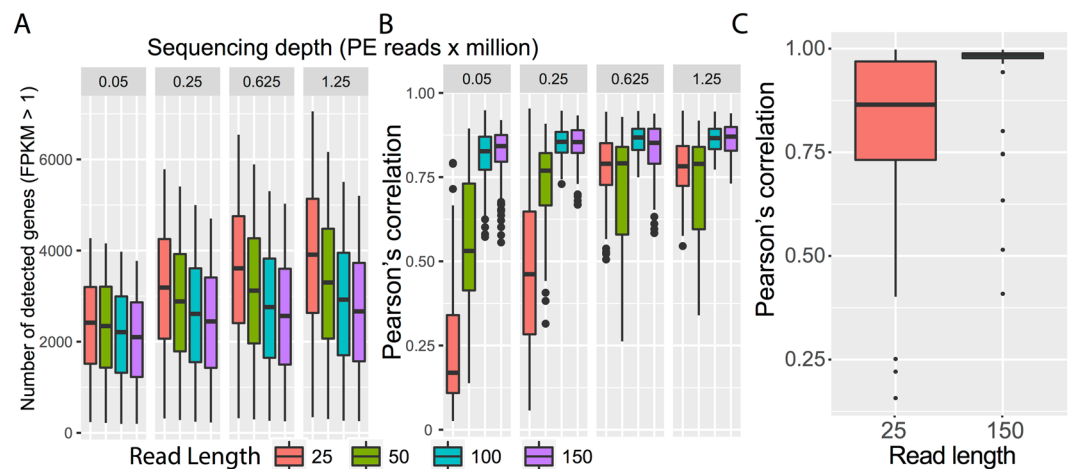 A
B
C
Sequencing depth (PE reads x million)
0.05 0.25 0.625 1.25
Number of detected genes (FPKM > 1)
6000
4000
2000
0
0.05 0.25 0.625 1.25
Pearson's correlation
1.00
0.75
0.50
0.25
0
Read Length 25 50 100 150
Pearson's correlation
1.00
0.75
0.50
0.25
25 150
Read length